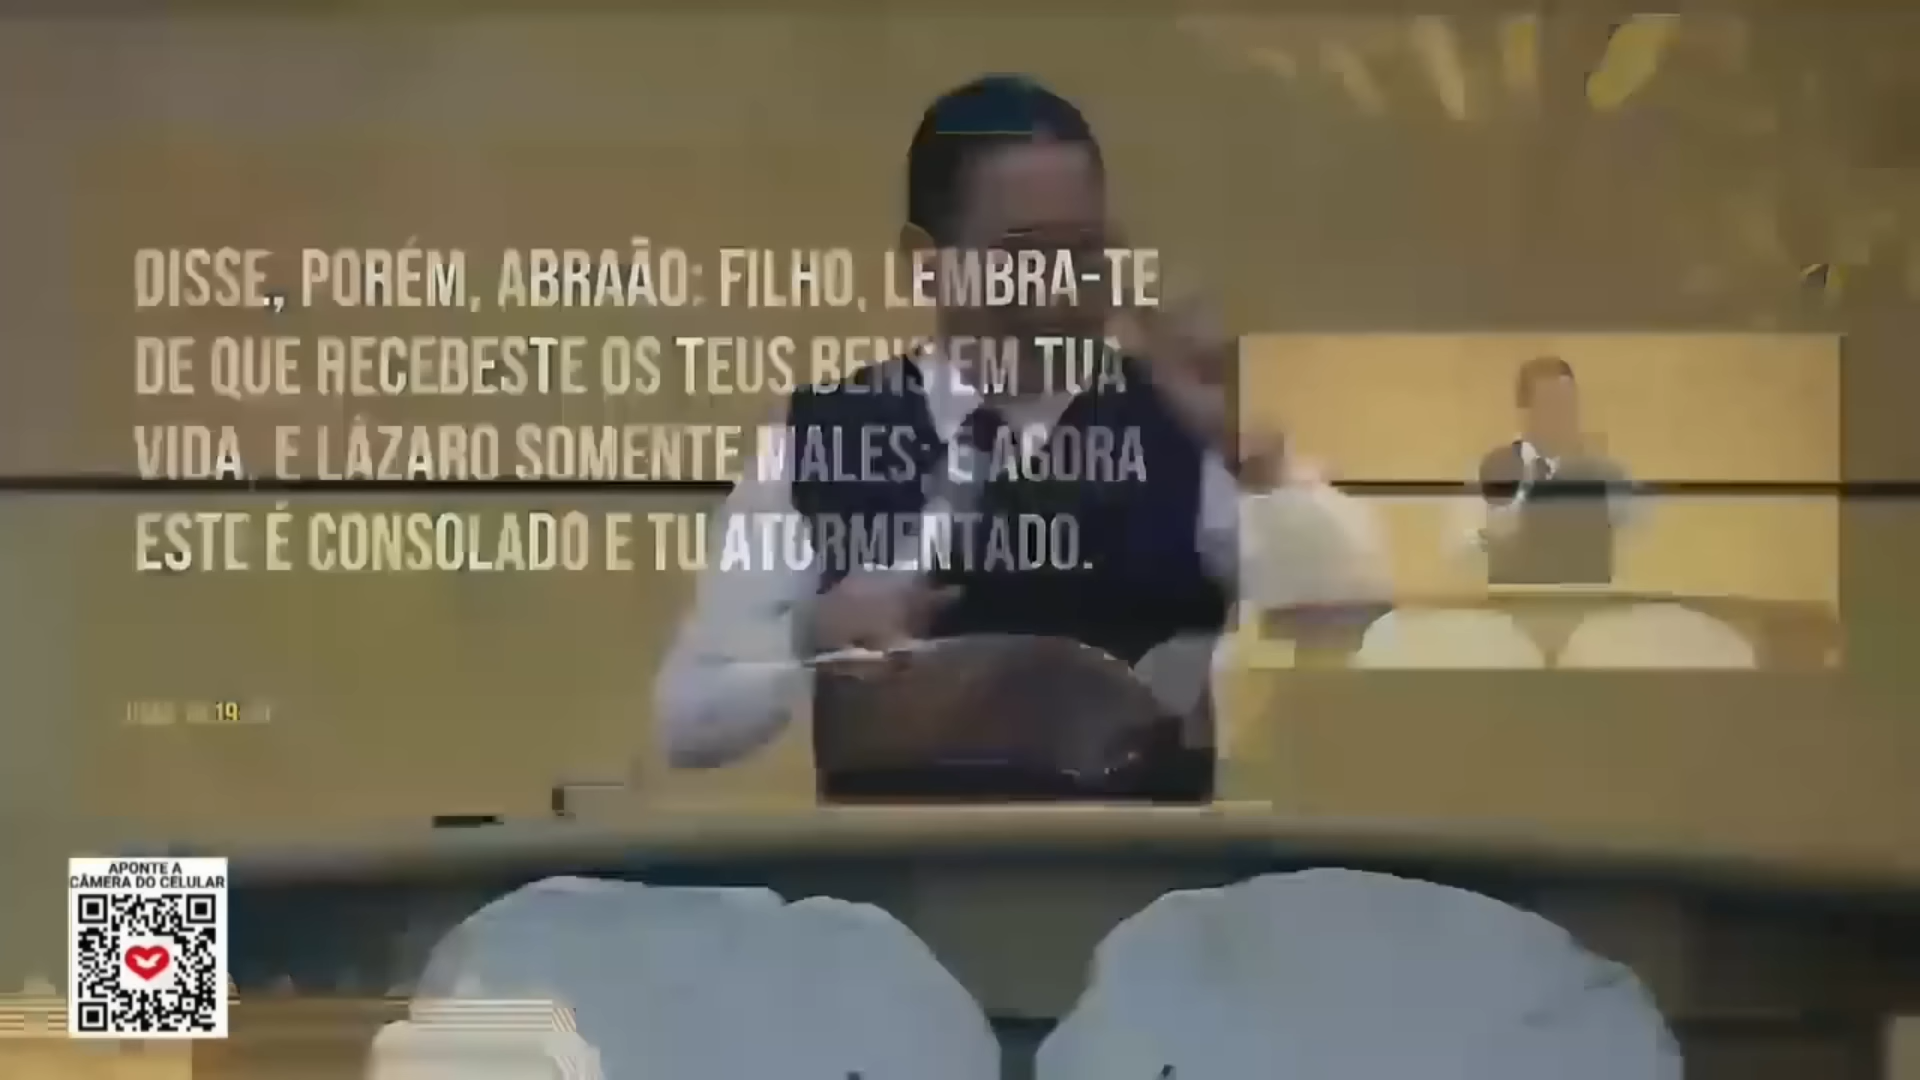 DISSE, PORÉM, ABRAÃO: FILHO, LEMBRA-TE
DE QUE RECEBESTE OS TEUS BENS EM TUA
VIDA, E LÁZARO SOMENTE MALES; E AGORA
ESTE É CONSOLADO E TU ATORMENTADO.
19
APONTE A
CÂMERA DO CELULAR